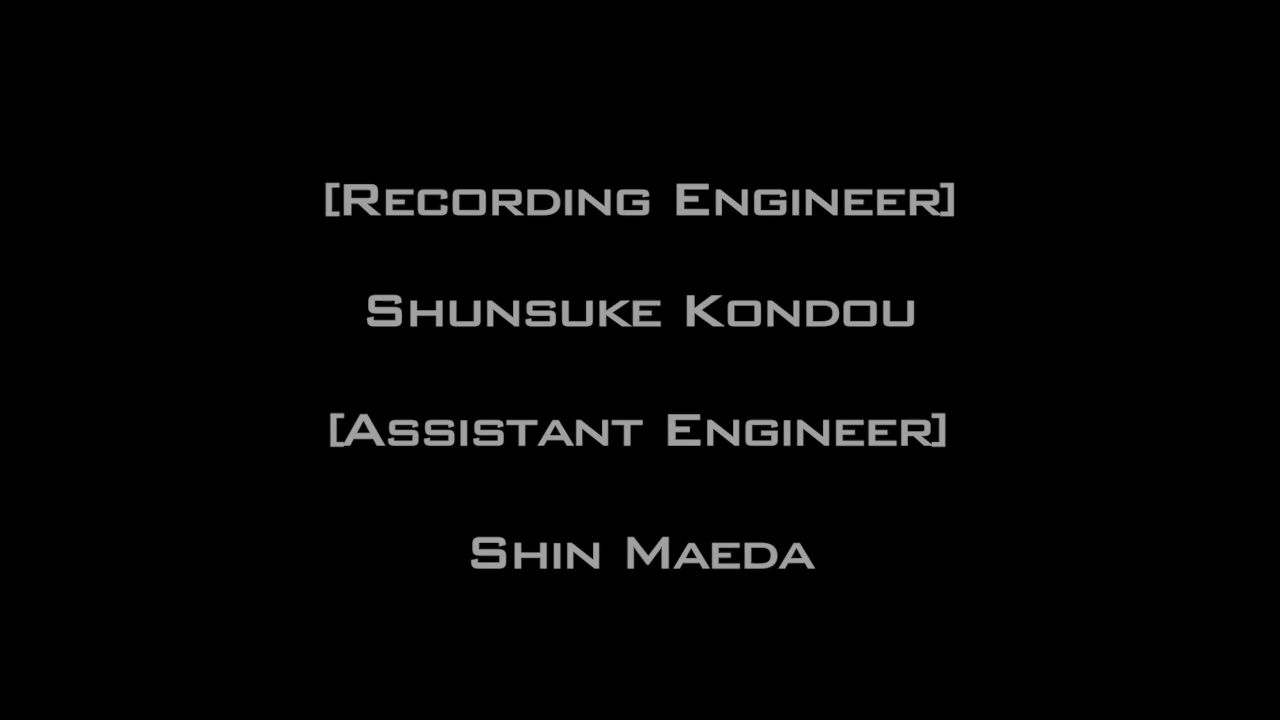 [Recording Engineer]
Shunsuke Kondou
[Assistant Engineer]
Shin Maeda